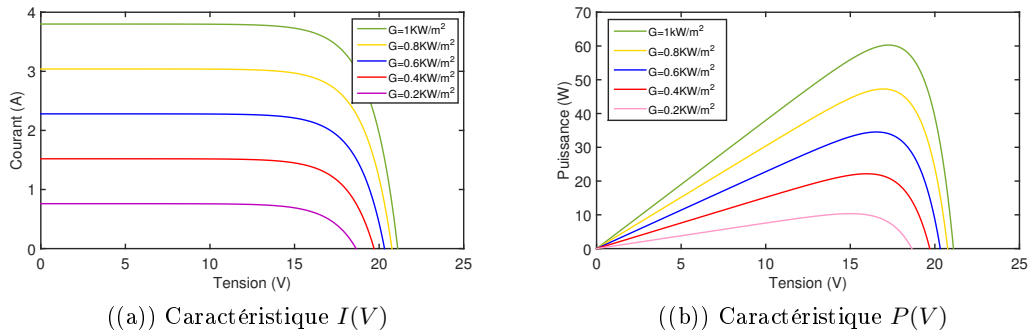 4
3
2
1
0
Courant (A)
0 5 10 15 20 25
Tension (V)
G=1KW/m²
G=0.8KW/m²
G=0.6KW/m²
G=0.4KW/m²
G=0.2KW/m²
((a)) Caractéristique I(V)
70
60
50
40
30
20
10
0
Puissance (W)
0 5 10 15 20 25
Tension (V)
G=1kW/m²
G=0.8KW/m²
G=0.6KW/m²
G=0.4KW/m²
G=0.2KW/m²
((b)) Caractéristique P(V)